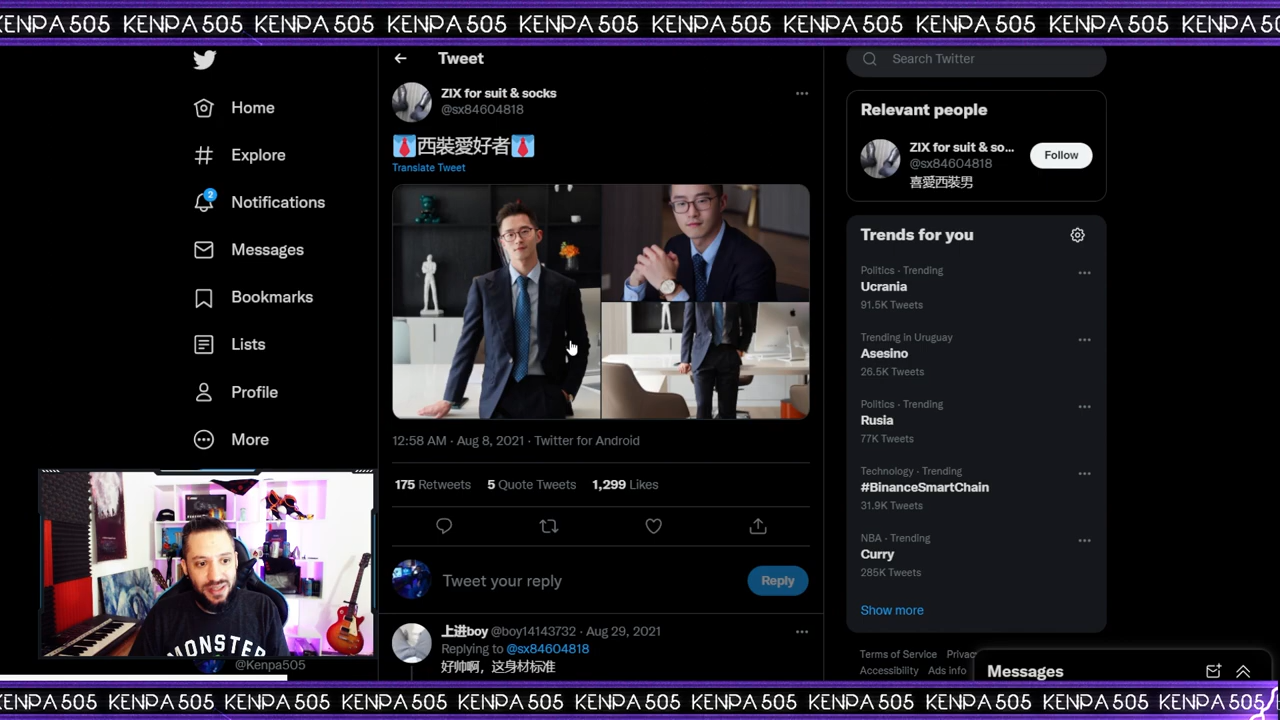 KENPA 505 KENPA 505 KENPA 505 KENPA 505 KENPA 505 KENPA 505 KENPA 505 KENPA 505 KENPA 505
Home
Explore
2
Notifications
Messages
Bookmarks
Lists
Profile
More
@Kenpa505
MONSTER
Tweet
ZIX for suit & socks
@sx84604818
👔西裝愛好者👔
Translate Tweet
12:58 AM · Aug 8, 2021 · Twitter for Android
175 Retweets 5 Quote Tweets 1,299 Likes
Tweet your reply
Reply
上进boy @boy14143732 · Aug 29, 2021
Replying to @sx84604818
好帅啊，这身材标准
Search Twitter
Relevant people
ZIX for suit & so...
@sx84604818
Follow
喜愛西裝男
Trends for you
Politics · Trending
Ucrania
91.5K Tweets
Trending in Uruguay
Asesino
26.5K Tweets
Politics · Trending
Rusia
77K Tweets
Technology · Trending
#BinanceSmartChain
31.9K Tweets
NBA · Trending
Curry
285K Tweets
Show more
Terms of Service Privac
Accessibility Ads info
Messages
KENPA 505 KENPA 505 KENPA 505 KENPA 505 KENPA 505 KENPA 505 KENPA 505 KENPA 505 KENPA 505